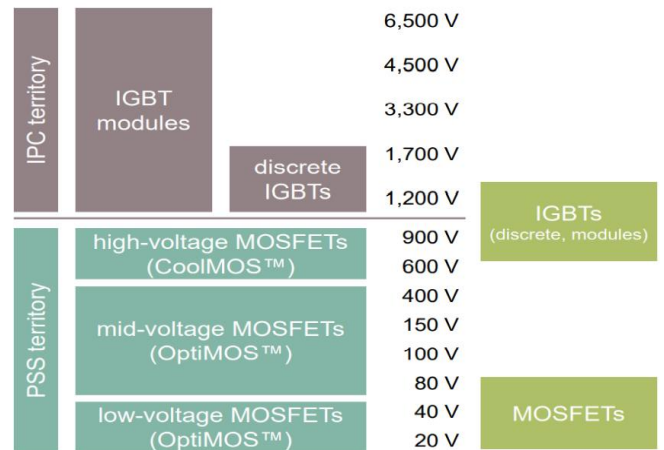 IPC territory
IGBT
modules
discrete
IGBTs
6,500 V
4,500 V
3,300 V
1,700 V
1,200 V
IGBTs
(discrete, modules)
PSS territory
high-voltage MOSFETs
(CoolMOS™)
mid-voltage MOSFETs
(OptiMOS™)
low-voltage MOSFETs
(OptiMOS™)
900 V
600 V
400 V
150 V
100 V
80 V
40 V
20 V
MOSFETs